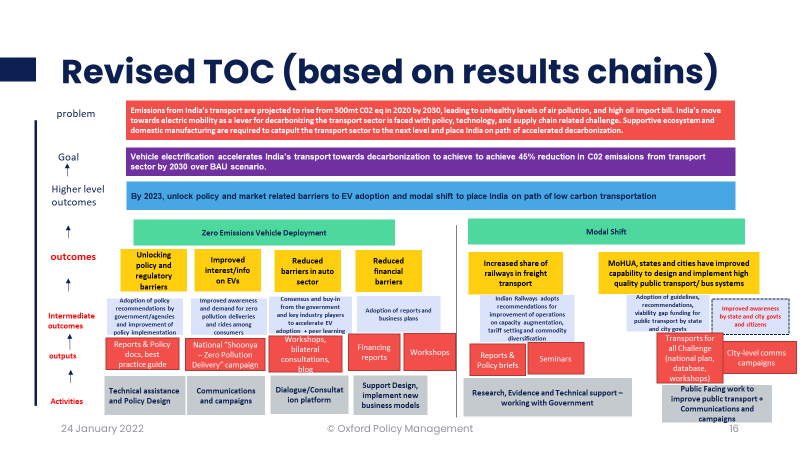 Revised TOC (based on results chains)
problem
Emissions from India's transport are projected to rise from 500mt C02 eq in 2020 by 2030, leading to unhealthy levels of air pollution, and high oil import bill. India's move
towards electric mobility as a lever for decarbonizing the transport sector is faced with policy, technology, and supply chain related challenge. Supportive ecosystem and
domestic manufacturing are required to catapult the transport sector to the next level and place India on path of accelerated decarbonization.
Goal
Vehicle electrification accelerates India's transport towards decarbonization to achieve to achieve 45% reduction in C02 emissions from transport
sector by 2030 over BAU scenario.
Higher level
outcomes
By 2023, unlock policy and market related barriers to EV adoption and modal shift to place India on path of low carbon transportation
Zero Emissions Vehicle Deployment
Modal Shift
outcomes
Unlocking
policy and
regulatory
barriers
Improved
interest/info
on EVs
Reduced
barriers in auto
sector
Reduced
financial
barriers
Increased share of
railways in freight
transport
MoHUA, states and cities have improved
capability to design and implement high
quality public transport/ bus systems
Intermediate
outcomes
Adoption of policy
recommendations by
government/agencies
and improvement of
policy implementation
Improved awareness
and demand for zero
pollution deliveries
and rides among
consumers
Consensus and buy-in
from the government
and key industry players
to accelerate EV
adoption + peer learning
Adoption of reports and
business plans
Indian Railways adopts
recommendations for
improvement of operations
on capacity augmentation,
tariff setting and commodity
diversification
Adoption of guidelines,
recommendations,
viability gap funding for
public transport by state
and city govts
Improved awareness
by state and city govts
and citizens
outputs
Reports & Policy
docs, best
practice guide
National "Shoonya
– Zero Pollution
Delivery" campaign
Workshops,
bilateral
consultations,
blog
Financing
reports
Workshops
Reports &
Policy briefs
Seminars
Transports for
all Challenge
(national plan,
database,
workshops)
City-level comms
campaigns
Activities
Technical assistance
and Policy Design
Communications
and campaigns
Dialogue/Consultat
ion platform
Support Design,
implement new
business models
Research, Evidence and Technical support –
working with Government
Public Facing work to
improve public transport +
Communications and
campaigns
24 January 2022
© Oxford Policy Management
16